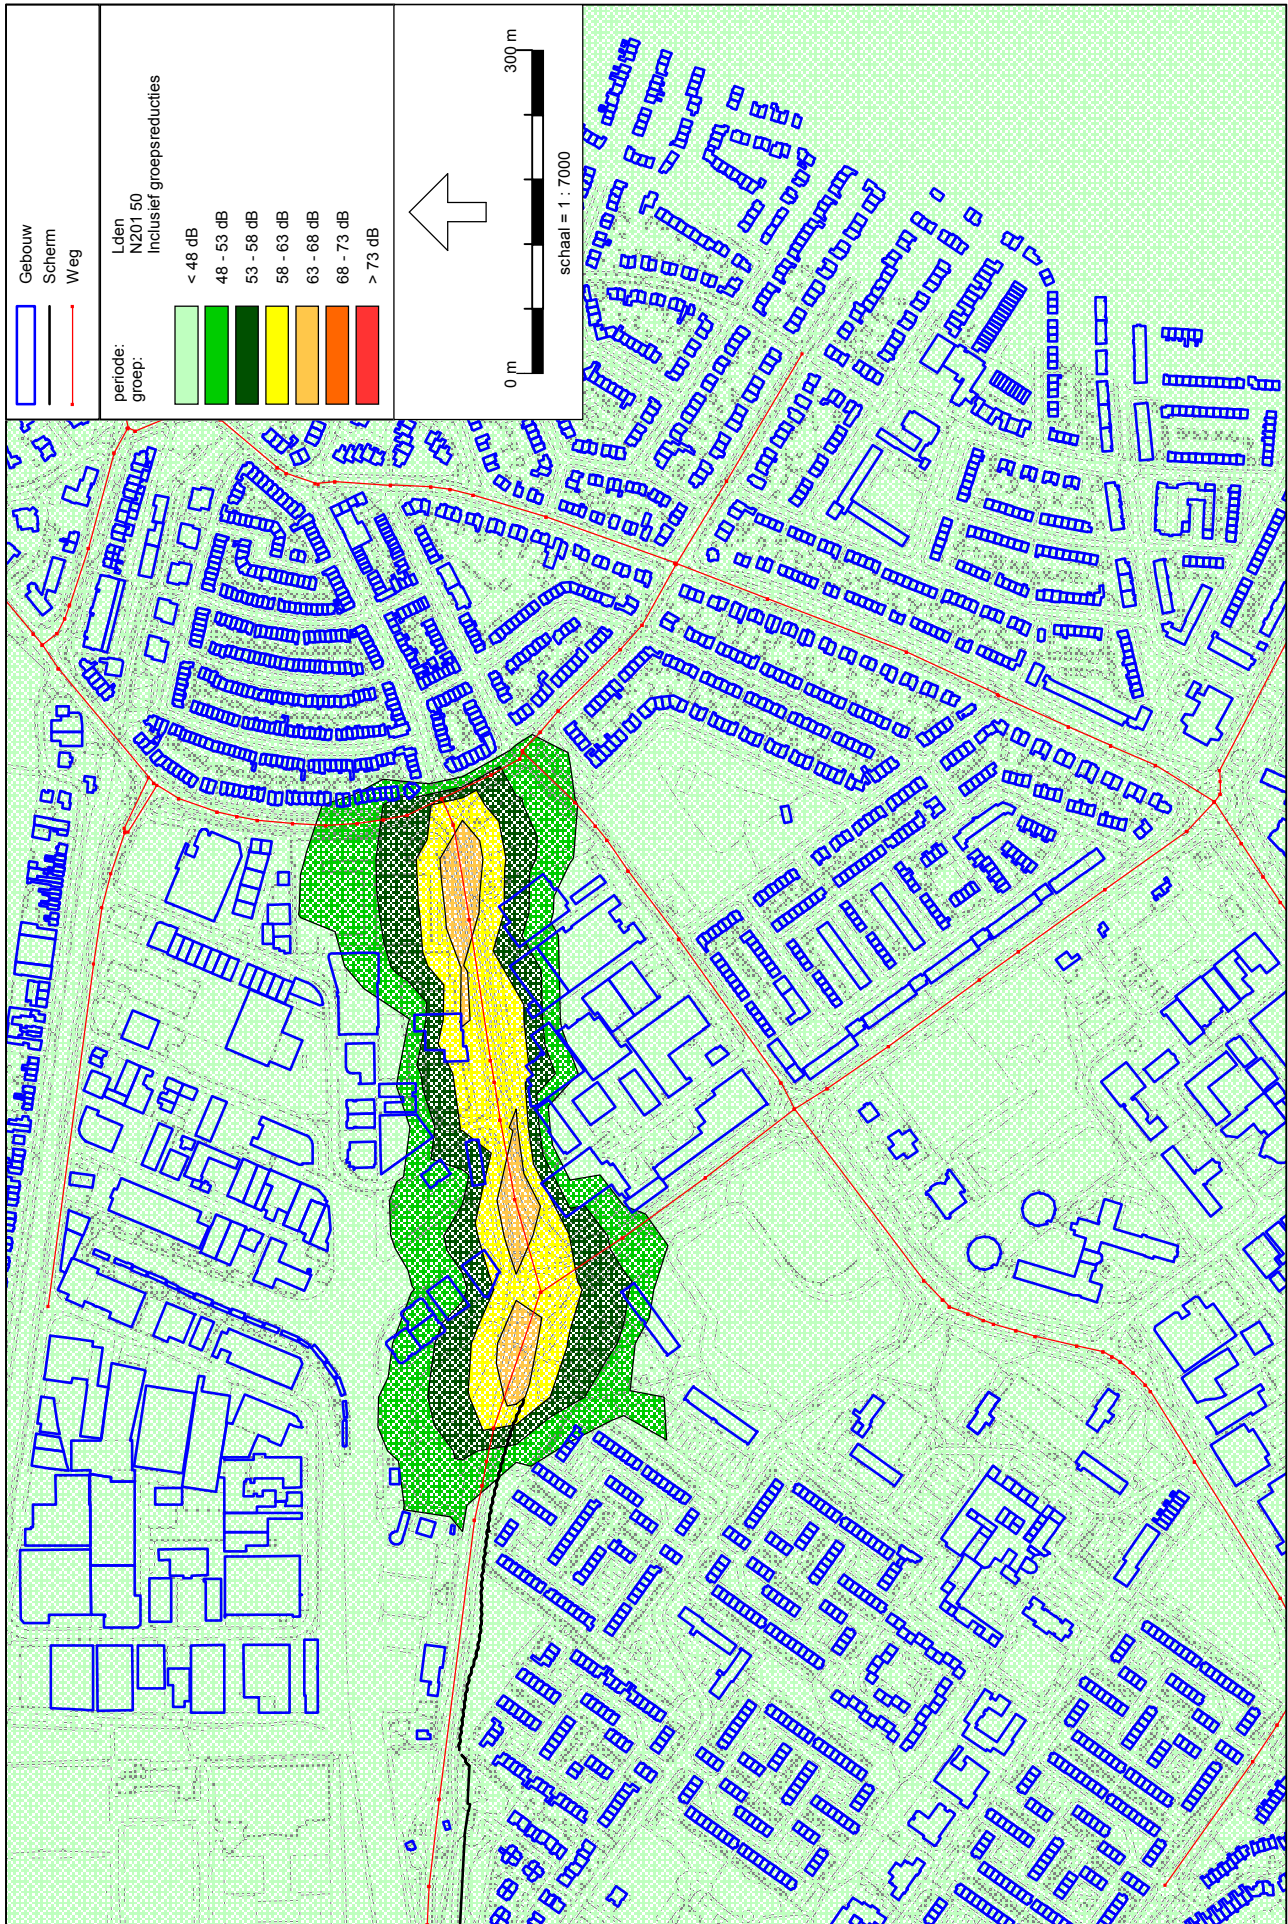 Gebouw
Scherm
Weg
periode: Lden
groep: N201 50
Inclusief groepsreducties
< 48 dB
48 - 53 dB
53 - 58 dB
58 - 63 dB
63 - 68 dB
68 - 73 dB
> 73 dB
0 m 300 m
schaal = 1 : 7000